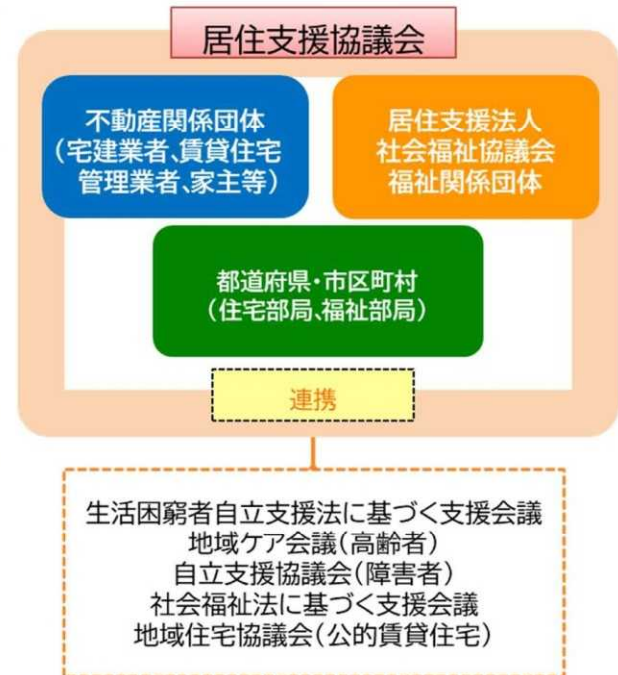 居住支援協議会
不動産関係団体
(宅建業者、賃貸住宅
管理業者、家主等)
居住支援法人
社会福祉協議会
福祉関係団体
都道府県・市区町村
(住宅部局、福祉部局)
連携
生活困窮者自立支援法に基づく支援会議
地域ケア会議(高齢者)
自立支援協議会(障害者)
社会福祉法に基づく支援会議
地域住宅協議会(公的賃貸住宅)